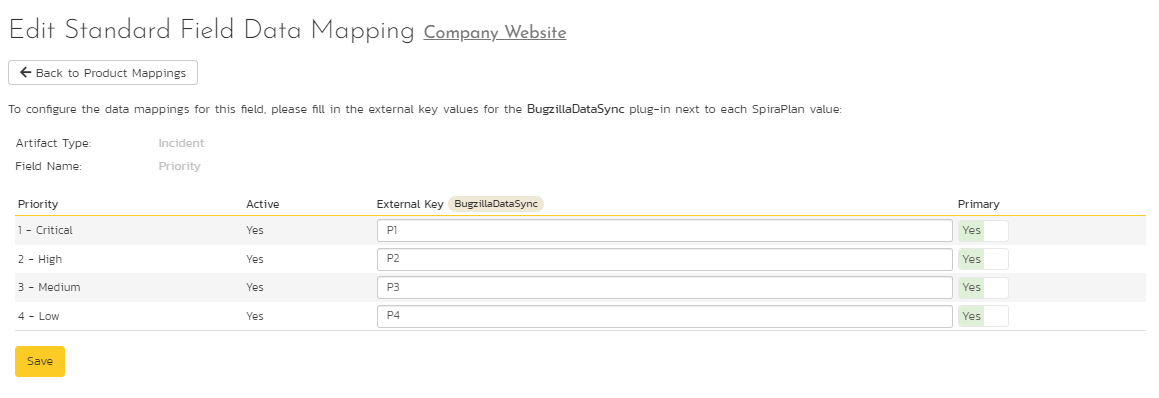 Edit Standard Field Data Mapping Company Website
Back to Product Mappings
To configure the data mappings for this field, please fill in the external key values for the BugzillaDataSync plug-in next to each SpiraPlan value:
Artifact Type: Incident
Field Name: Priority
Priority Active External Key BugzillaDataSync Primary
1 - Critical Yes P1 Yes
2 - High Yes P2 Yes
3 - Medium Yes P3 Yes
4 - Low Yes P4 Yes
Save